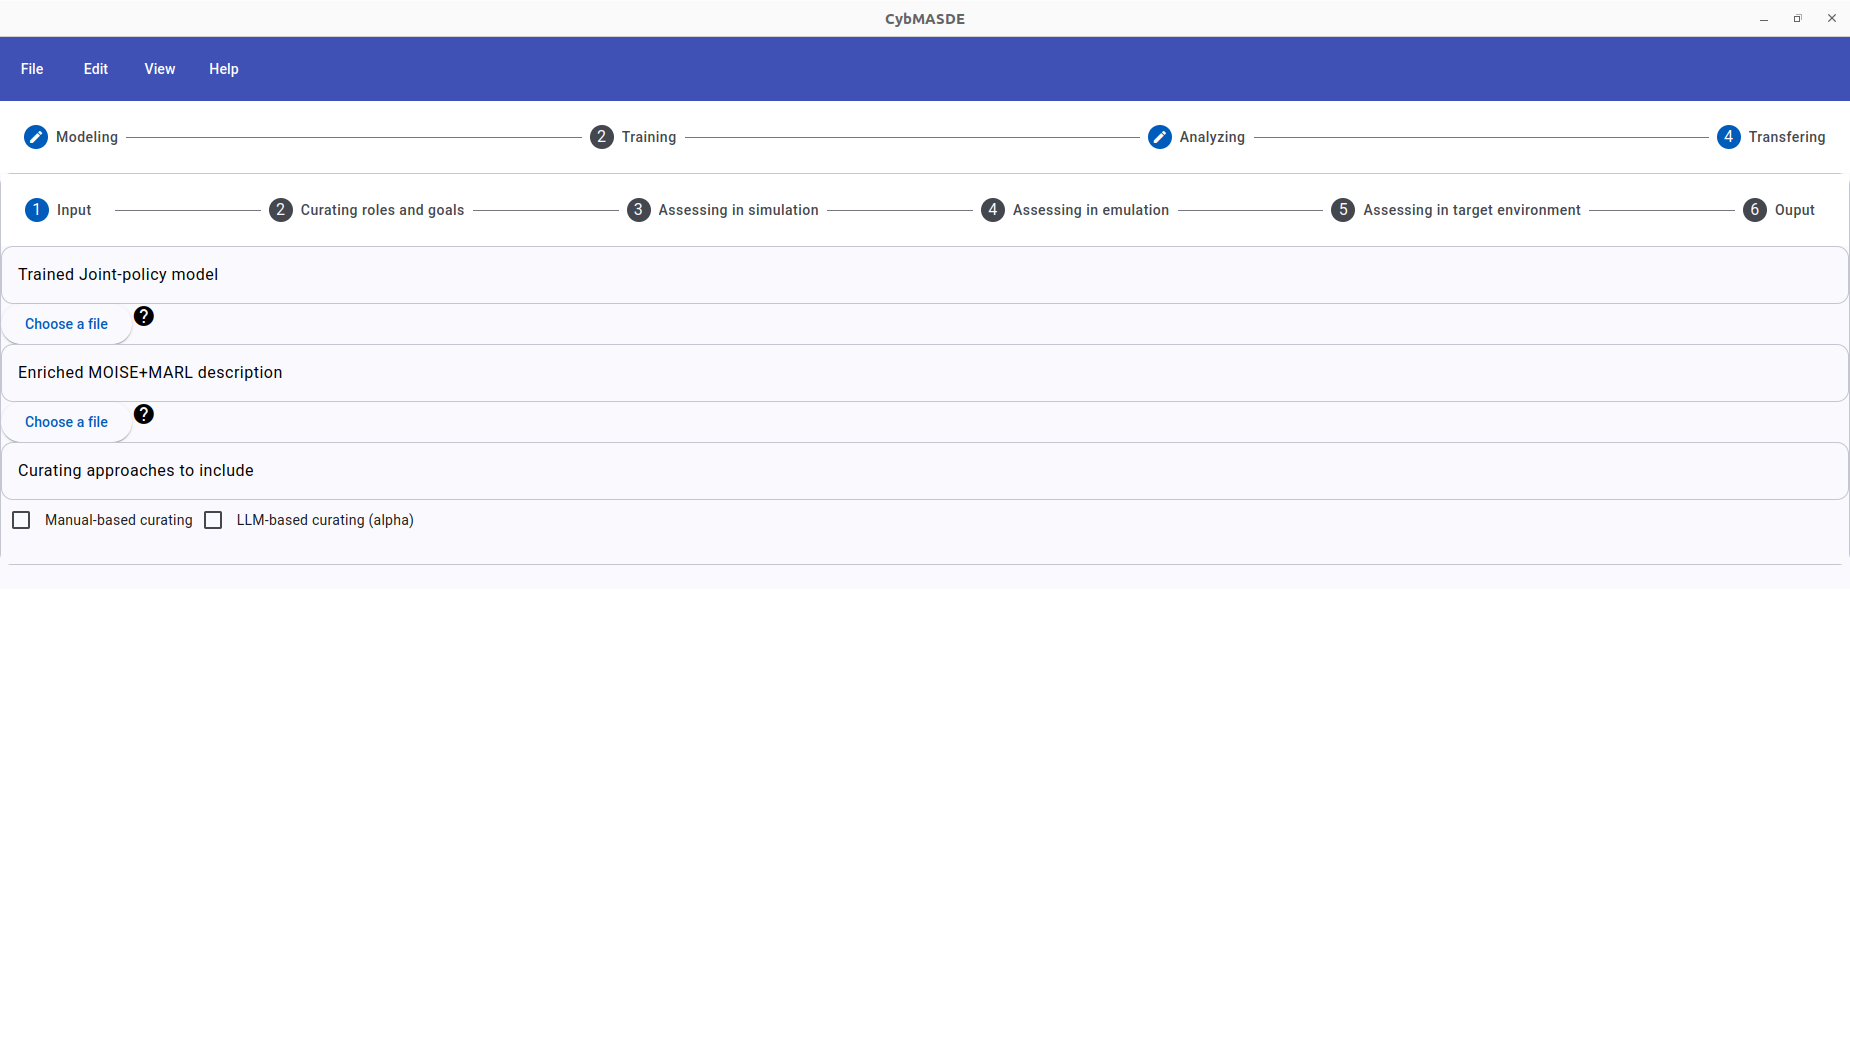 CybMASDE
File Edit View Help
Modeling 2 Training Analyzing 4 Transfering
1 Input 2 Curating roles and goals 3 Assessing in simulation 4 Assessing in emulation 5 Assessing in target environment 6 Ouput
Trained Joint-policy model
Choose a file ?
Enriched MOISE+MARL description
Choose a file ?
Curating approaches to include
Manual-based curating LLM-based curating (alpha)